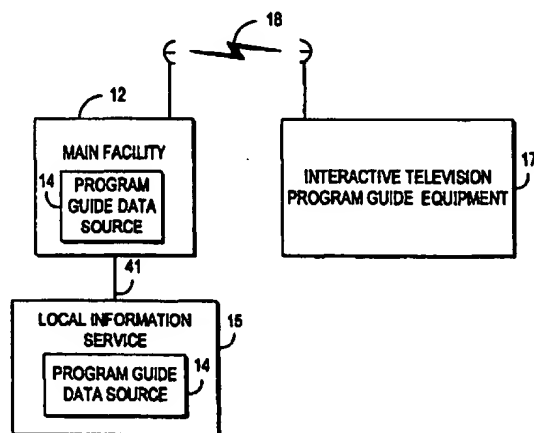 18
12
MAIN FACILITY
14
PROGRAM
GUIDE DATA
SOURCE
INTERACTIVE TELEVISION
PROGRAM GUIDE EQUIPMENT
17
41
LOCAL INFORMATION
SERVICE
15
PROGRAM GUIDE
DATA SOURCE
14